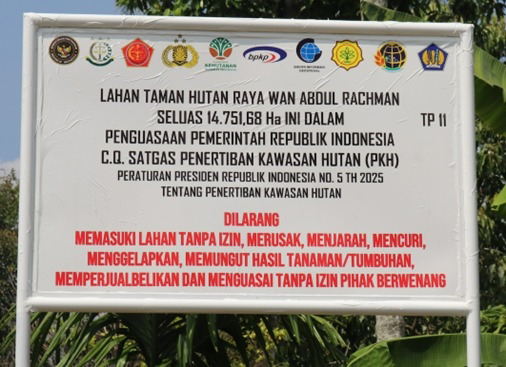 bpkp
KEHUTANAN
LAHAN TAMAN HUTAN RAYA WAN ABDUL RACHMAN
SELUAS 14.751,68 Ha INI DALAM
TP 11
PENGUASAAN PEMERINTAH REPUBLIK INDONESIA
C.Q. SATGAS PENERTIBAN KAWASAN HUTAN (PKH)
PERATURAN PRESIDEN REPUBLIK INDONESIA NO. 5 TH 2025
TENTANG PENERTIBAN KAWASAN HUTAN
DILARANG
MEMASUKI LAHAN TANPA IZIN, MERUSAK, MENJARAH, MENCURI,
MENGGELAPKAN, MEMUNGUT HASIL TANAMAN/TUMBUHAN,
MEMPERJUALBELIKAN DAN MENGUASAI TANPA IZIN PIHAK BERWENANG